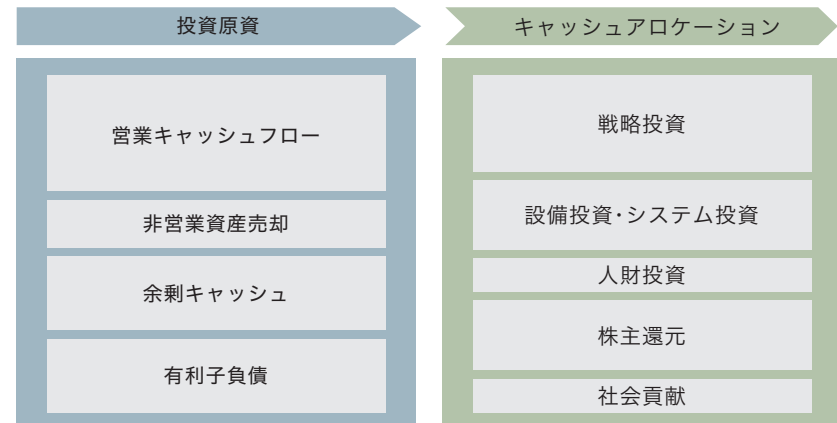 投資原資
キャッシュアロケーション
営業キャッシュフロー
非営業資産売却
余剰キャッシュ
有利子負債
戦略投資
設備投資･システム投資
人財投資
株主還元
社会貢献